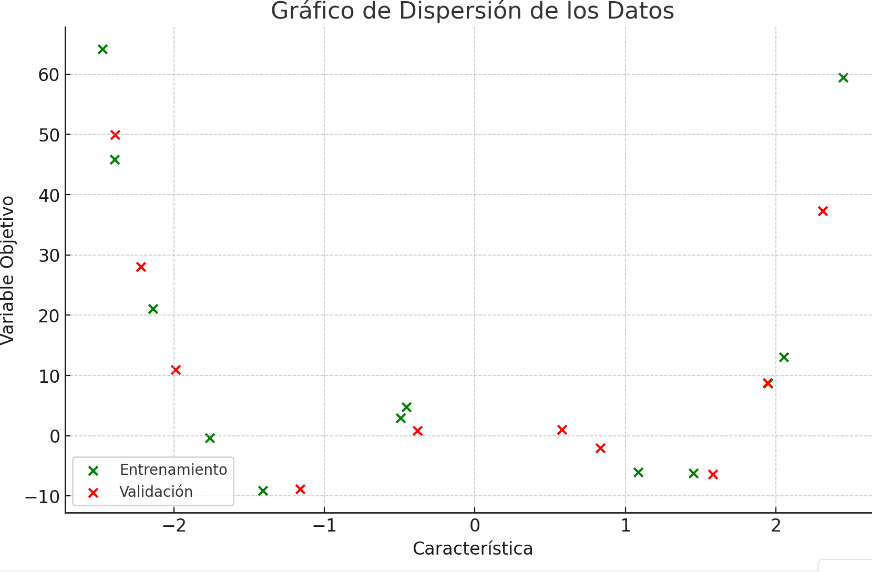 Gráfico de Dispersión de los Datos
Variable Objetivo
60
50
40
30
20
10
0
−10
Entrenamiento
Validación
−2
−1
0
1
2
Característica